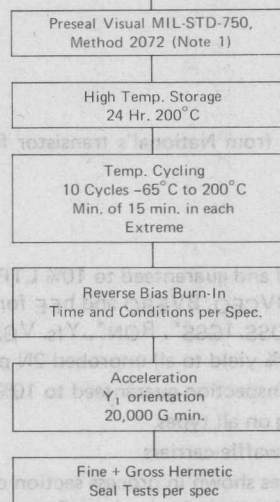 Preseal Visual MIL-STD-750,
Method 2072 (Note 1)
High Temp. Storage
24 Hr. 200°C
Temp. Cycling
10 Cycles –65°C to 200°C
Min. of 15 min. in each
Extreme
Reverse Bias Burn-In
Time and Conditions per Spec.
Acceleration
Y₁ orientation
20,000 G min.
Fine + Gross Hermetic
Seal Tests per spec